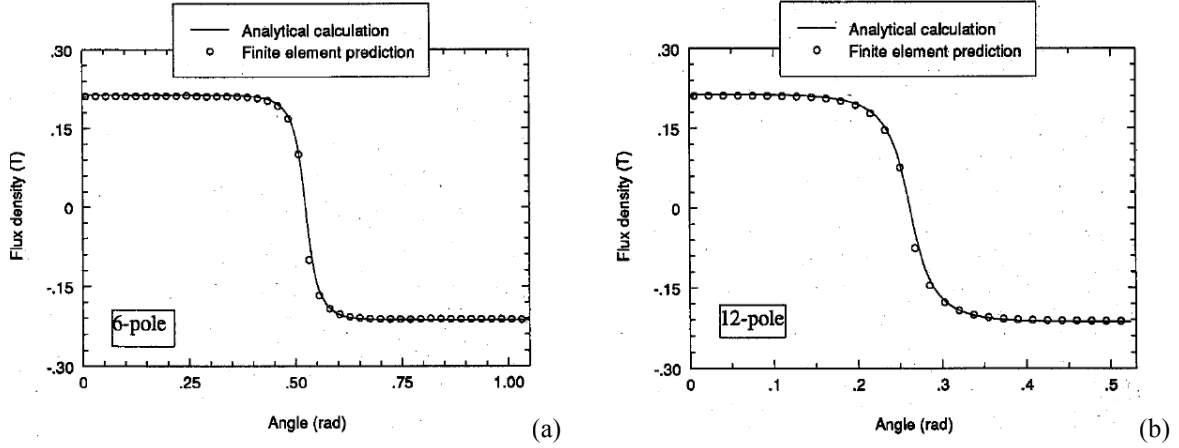 Analytical calculation
Finite element prediction
.30
.15
0
-.15
-.30
Flux density (T)
6-pole
0
.25
.50
.75
1.00
Angle (rad)
(a)
Analytical calculation
Finite element prediction
.30
.15
0
-.15
-.30
Flux density (T)
12-pole
0
.1
.2
.3
.4
.5
Angle (rad)
(b)